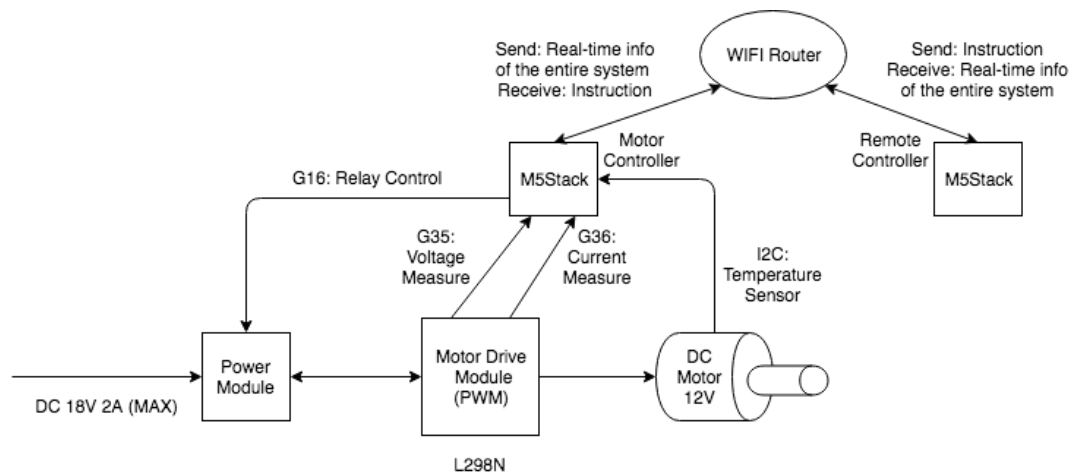 Send: Real-time info
of the entire system
Receive: Instruction
WIFI Router
Send: Instruction
Receive: Real-time info
of the entire system
Motor
Controller
Remote
Controller
M5Stack
M5Stack
G16: Relay Control
G35:
Voltage
Measure
G36:
Current
Measure
I2C:
Temperature
Sensor
Power
Module
Motor Drive
Module
(PWM)
DC
Motor
12V
DC 18V 2A (MAX)
L298N